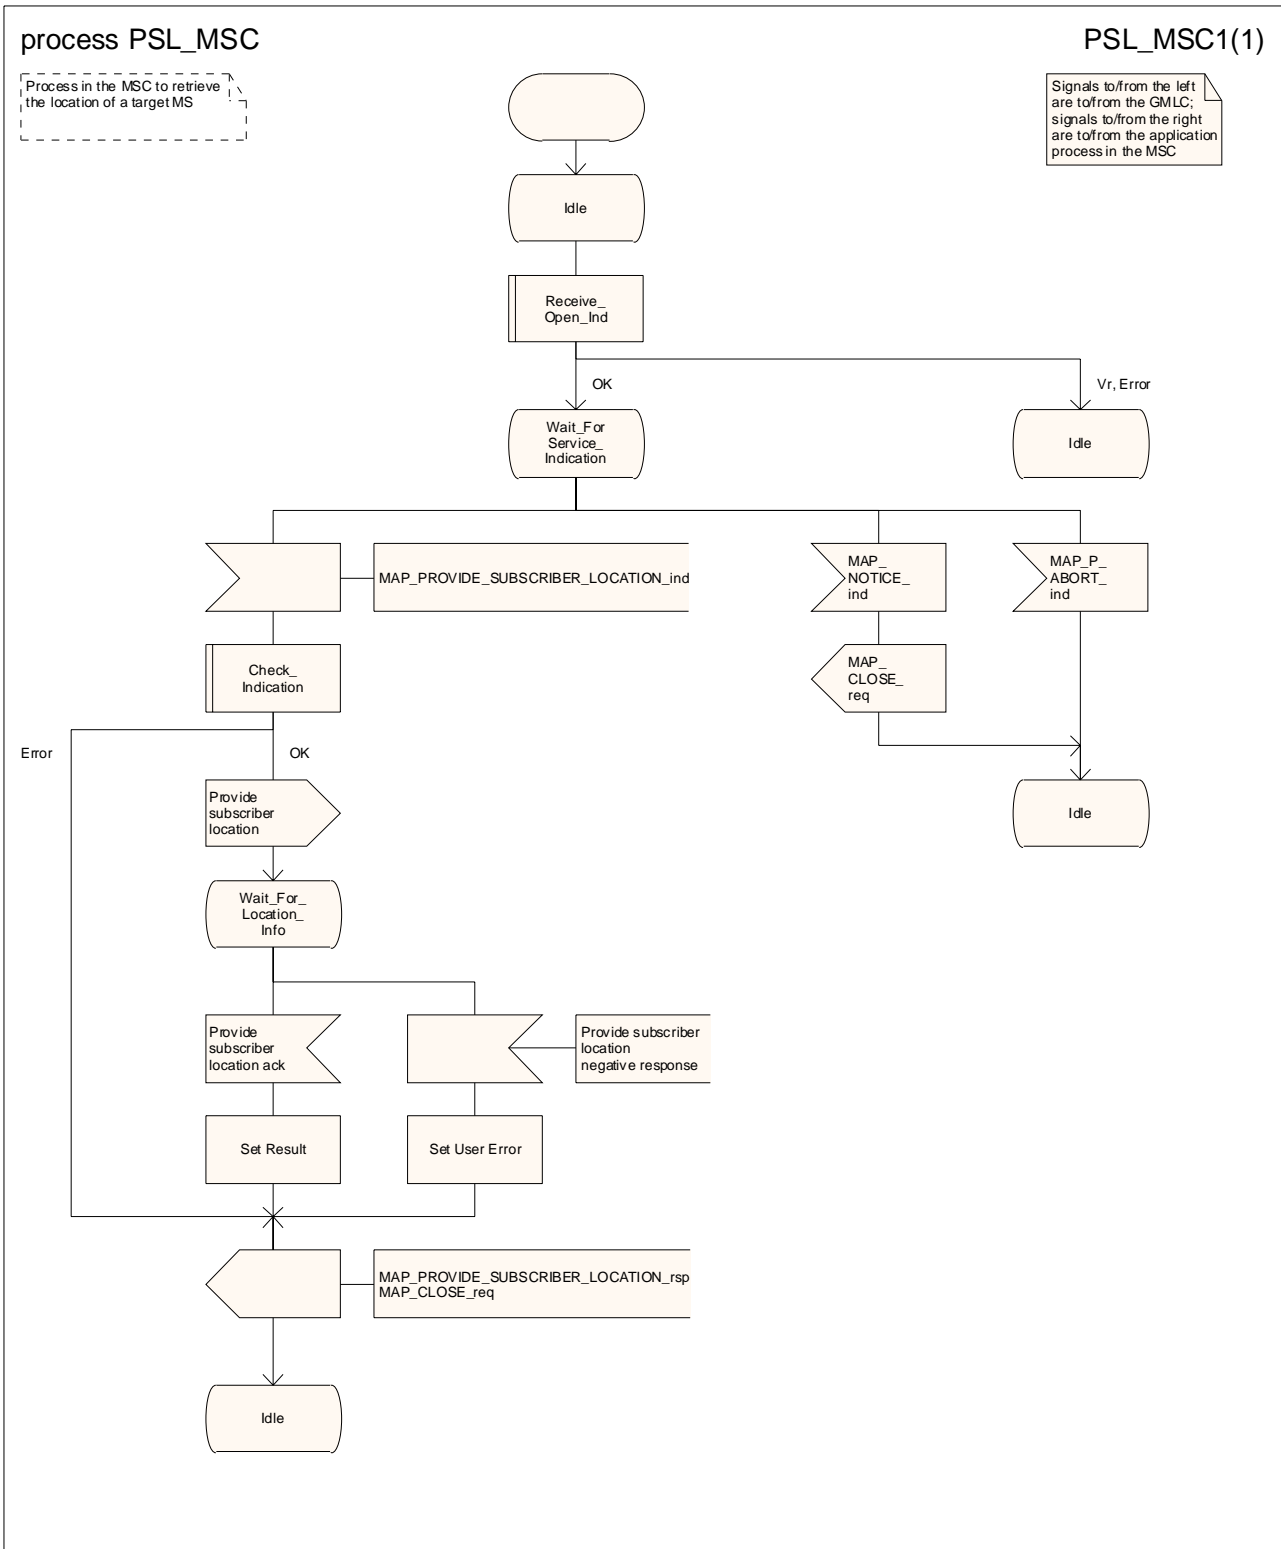 process PSL_MSC
PSL_MSC1(1)
Process in the MSC to retrieve
the location of a target MS
Signals to/from the left
are to/from the GMLC;
signals to/from the right
are to/from the application
process in the MSC
Idle
Receive_
Open_Ind
OK
Vr, Error
Wait_For
Service_
Indication
Idle
MAP_PROVIDE_SUBSCRIBER_LOCATION_ind
MAP_
NOTICE_
ind
MAP_P_
ABORT_
ind
Check_
Indication
MAP_
CLOSE_
req
Error
OK
Provide
subscriber
location
Idle
Wait_For_
Location_
Info
Provide
subscriber
location ack
Provide subscriber
location
negative response
Set Result
Set User Error
MAP_PROVIDE_SUBSCRIBER_LOCATION_rsp
MAP_CLOSE_req
Idle